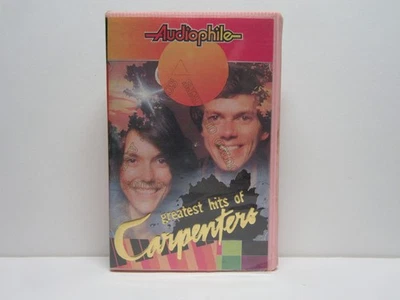 Audiophile
greatest hits of
Carpenters